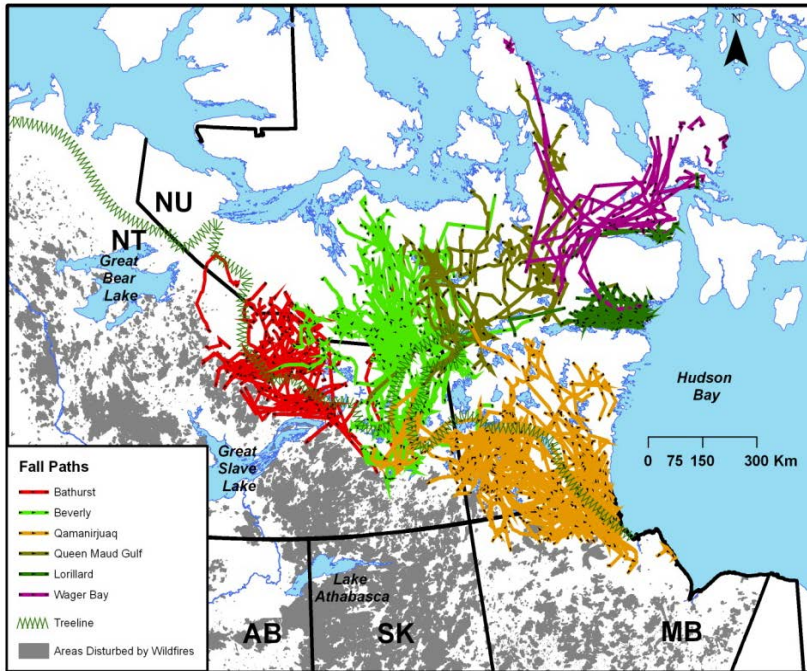 N
NU
NT
Great
Bear
Lake
Hudson
Bay
0 75 150 300 Km
Great
Slave
Lake
Lake
Athabasca
AB
SK
MB
Fall Paths
Bathurst
Beverly
Qamanirjuaq
Queen Maud Gulf
Lorillard
Wager Bay
Treeline
Areas Disturbed by Wildfires